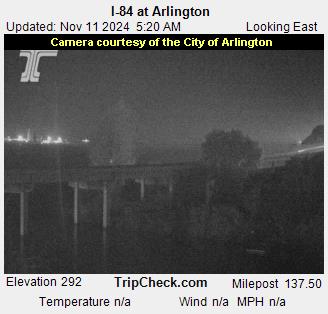 I-84 at Arlington
Updated: Nov 11 2024 5:20 AM Looking East
Camera courtesy of the City of Arlington
Elevation 292 TripCheck.com Milepost 137.50
Temperature n/a Wind n/a MPH n/a